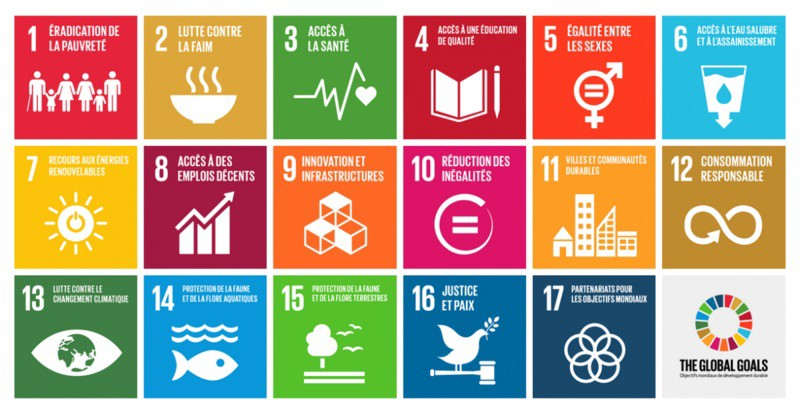 1 ÉRADICATION DE
LA PAUVRETÉ
2 LUTTE CONTRE
LA FAIM
3 ACCÈS À
LA SANTÉ
4 ACCÈS À UNE ÉDUCATION
DE QUALITÉ
5 ÉGALITÉ ENTRE
LES SEXES
6 ACCÈS À L'EAU SALUBRE
ET À L'ASSAINISSEMENT
7 RECOURS AUX ÉNERGIES
RENOUVELABLES
8 ACCÈS À DES
EMPLOIS DÉCENTS
9 INNOVATION ET
INFRASTRUCTURES
10 RÉDUCTION DES
INÉGALITÉS
11 VILLES ET COMMUNAUTÉS
DURABLES
12 CONSOMMATION
RESPONSABLE
13 LUTTE CONTRE LE
CHANGEMENT CLIMATIQUE
14 PROTECTION DE LA FAUNE
ET DE LA FLORE AQUATIQUES
15 PROTECTION DE LA FAUNE
ET DE LA FLORE TERRESTRES
16 JUSTICE
ET PAIX
17 PARTENARIATS POUR
LES OBJECTIFS MONDIAUX
THE GLOBAL GOALS
Objectifs mondiaux de développement durable